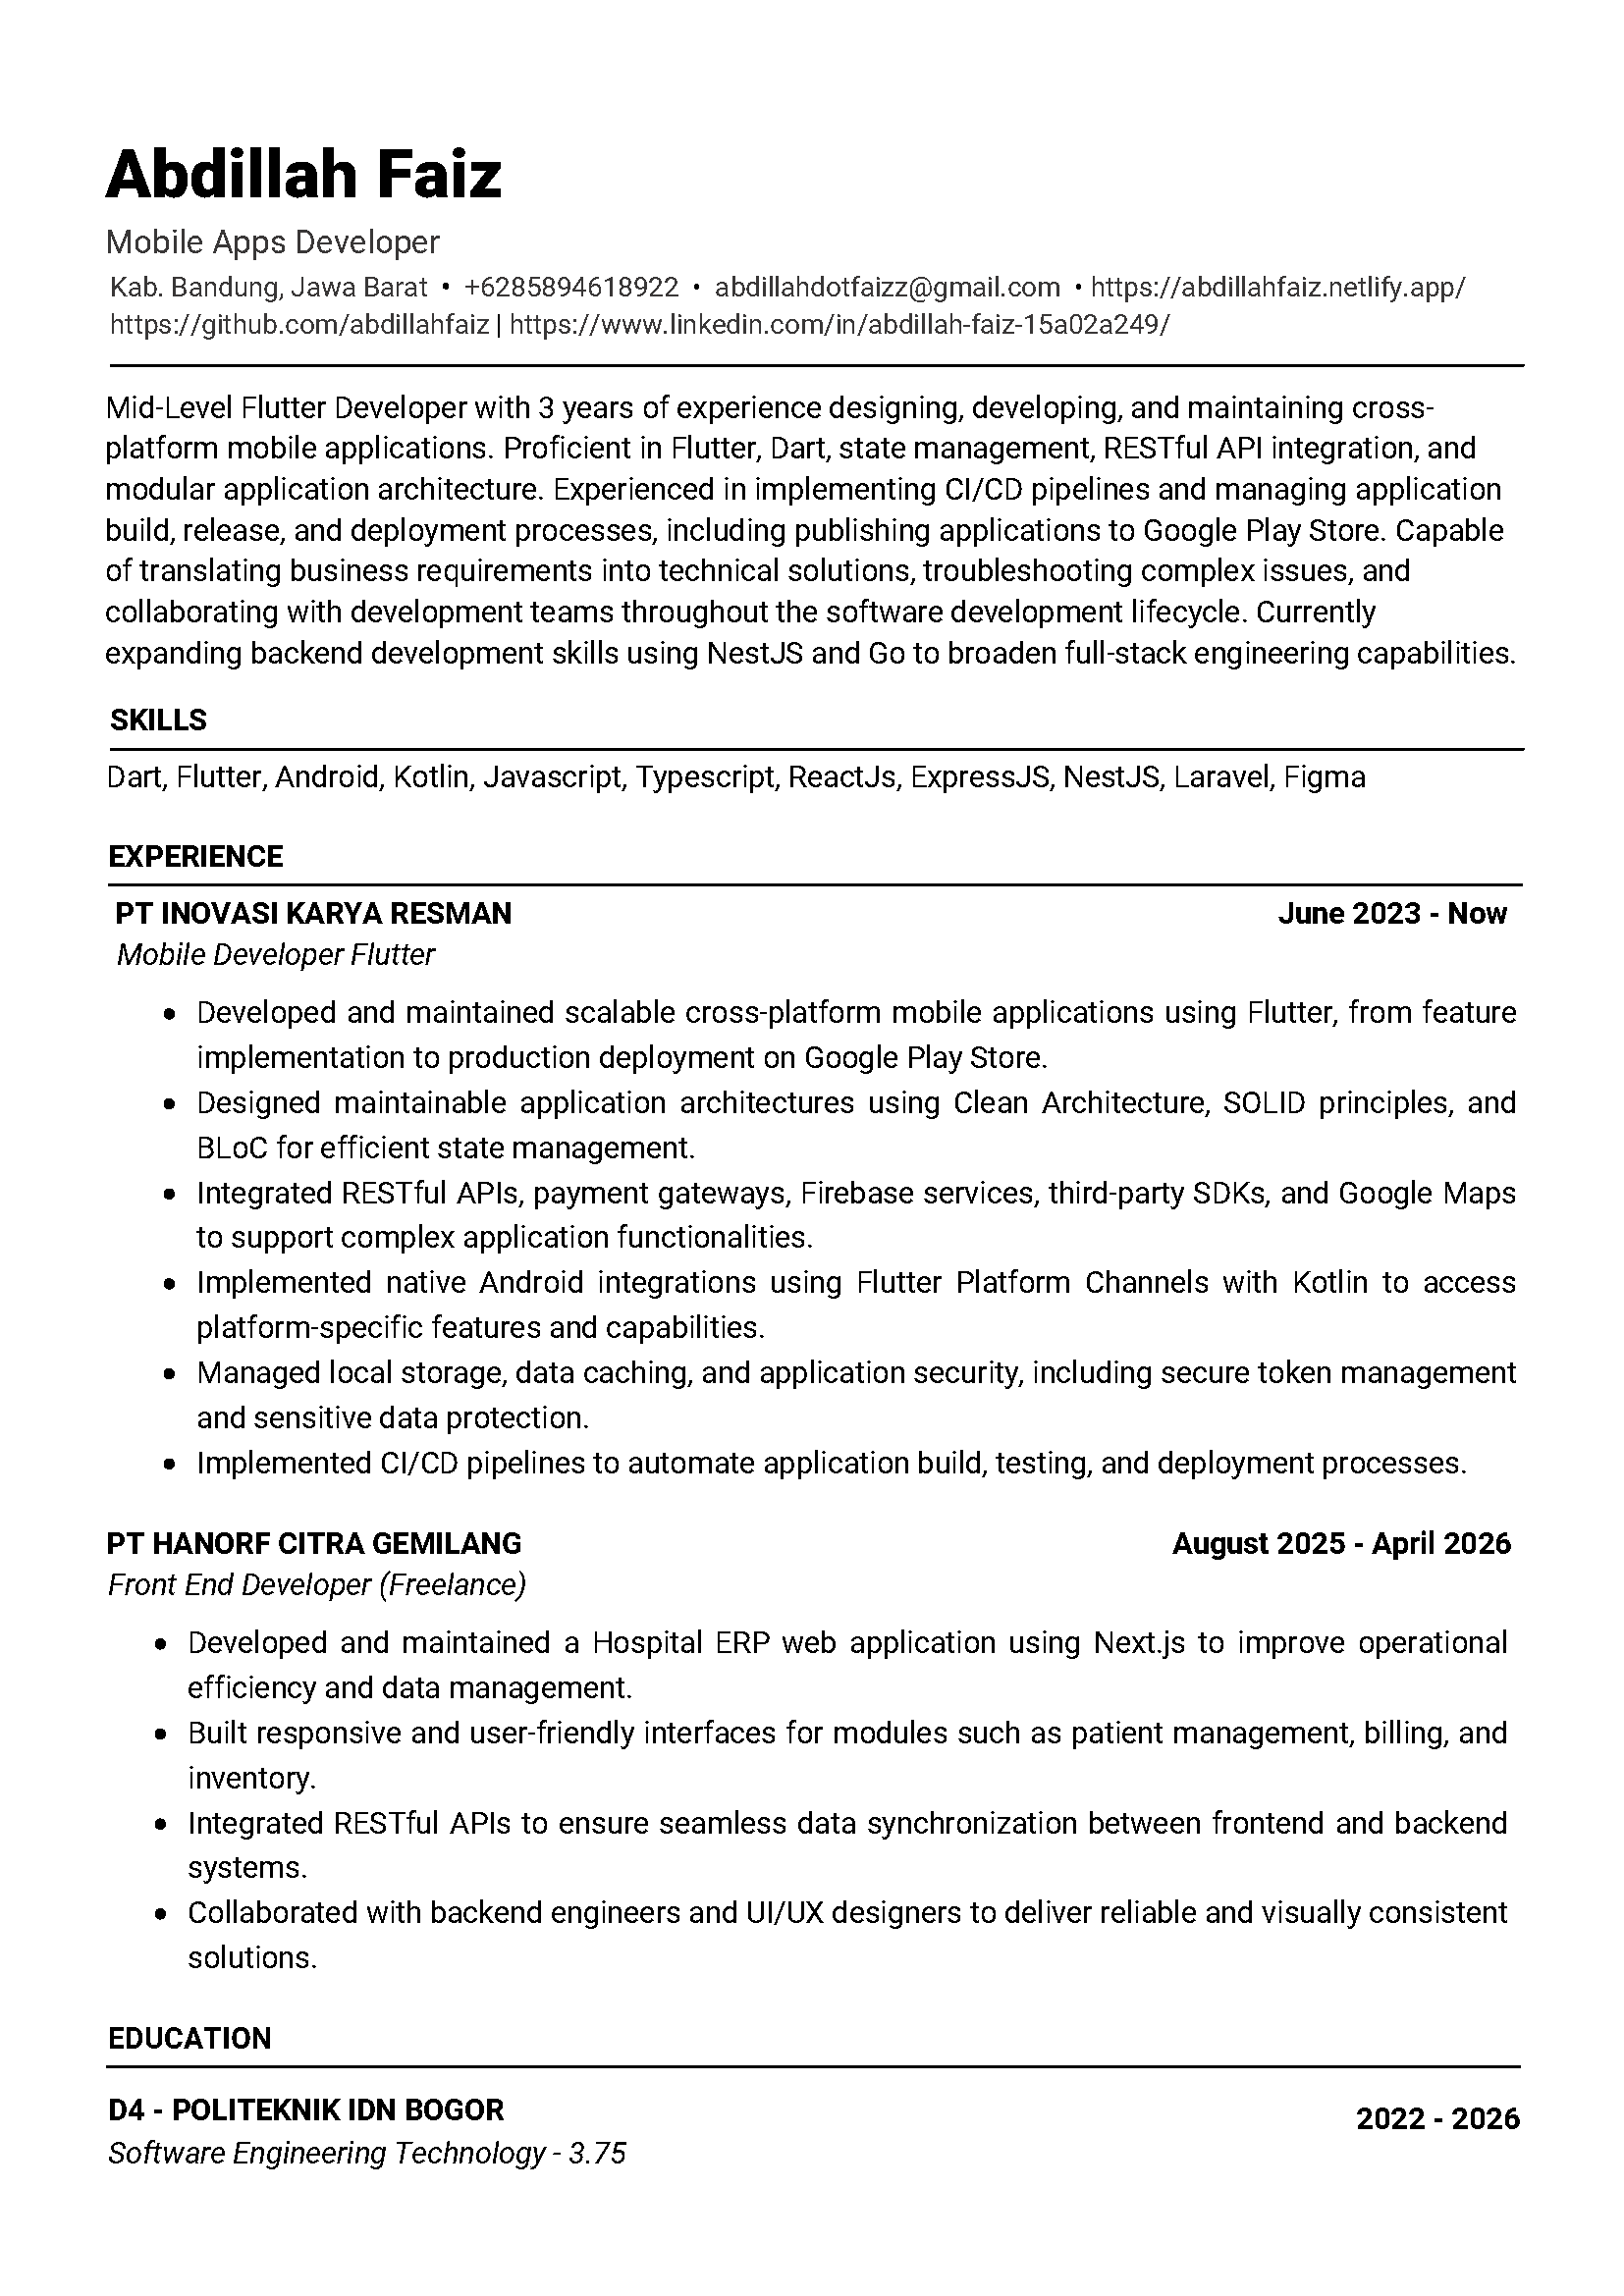 Abdillah Faiz
Mobile Apps Developer
Kab. Bandung, Jawa Barat • +6285894618922 • abdillahdotfaizz@gmail.com • https://abdillahfaiz.netlify.app/
https://github.com/abdillahfaiz | https://www.linkedin.com/in/abdillah-faiz-15a02a249/
Mid-Level Flutter Developer with 3 years of experience designing, developing, and maintaining cross-
platform mobile applications. Proficient in Flutter, Dart, state management, RESTful API integration, and
modular application architecture. Experienced in implementing CI/CD pipelines and managing application
build, release, and deployment processes, including publishing applications to Google Play Store. Capable
of translating business requirements into technical solutions, troubleshooting complex issues, and
collaborating with development teams throughout the software development lifecycle. Currently
expanding backend development skills using NestJS and Go to broaden full-stack engineering capabilities.
SKILLS
Dart, Flutter, Android, Kotlin, Javascript, Typescript, ReactJs, ExpressJS, NestJS, Laravel, Figma
EXPERIENCE
PT INOVASI KARYA RESMAN June 2023 - Now
Mobile Developer Flutter
• Developed and maintained scalable cross-platform mobile applications using Flutter, from feature
implementation to production deployment on Google Play Store.
• Designed maintainable application architectures using Clean Architecture, SOLID principles, and
BLoC for efficient state management.
• Integrated RESTful APIs, payment gateways, Firebase services, third-party SDKs, and Google Maps
to support complex application functionalities.
• Implemented native Android integrations using Flutter Platform Channels with Kotlin to access
platform-specific features and capabilities.
• Managed local storage, data caching, and application security, including secure token management
and sensitive data protection.
• Implemented CI/CD pipelines to automate application build, testing, and deployment processes.
PT HANORF CITRA GEMILANG August 2025 - April 2026
Front End Developer (Freelance)
• Developed and maintained a Hospital ERP web application using Next.js to improve operational
efficiency and data management.
• Built responsive and user-friendly interfaces for modules such as patient management, billing, and
inventory.
• Integrated RESTful APIs to ensure seamless data synchronization between frontend and backend
systems.
• Collaborated with backend engineers and UI/UX designers to deliver reliable and visually consistent
solutions.
EDUCATION
D4 - POLITEKNIK IDN BOGOR 2022 - 2026
Software Engineering Technology - 3.75